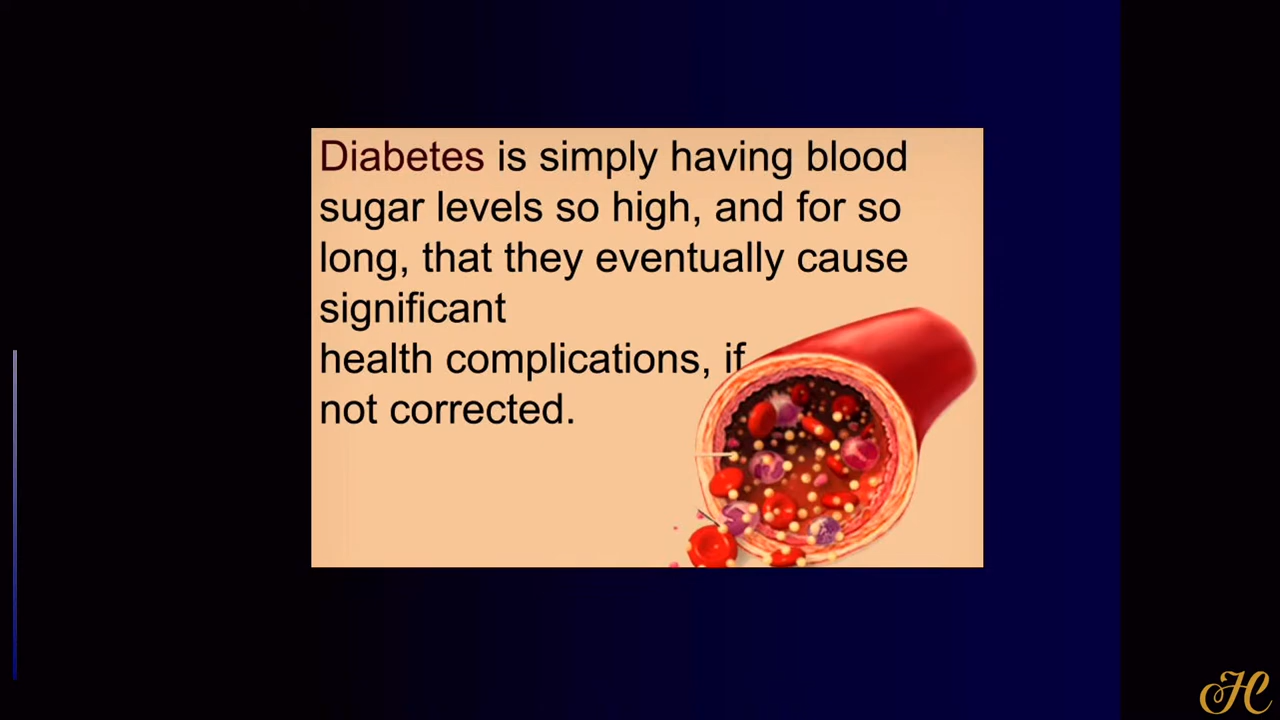 Diabetes is simply having blood
sugar levels so high, and for so
long, that they eventually cause
significant
health complications, if
not corrected.
HC